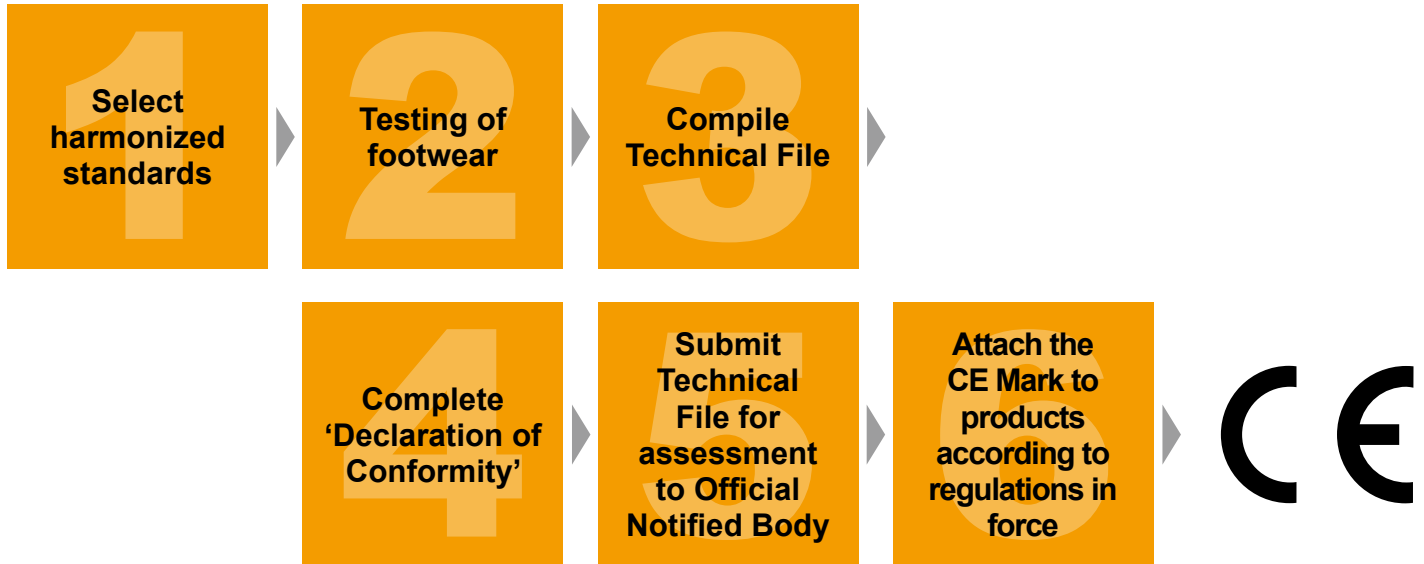 1
Select
harmonized
standards
2
Testing of
footwear
3
Compile
Technical File
4
Complete
‘Declaration of
Conformity’
5
Submit
Technical
File for
assessment
to Official
Notified Body
6
Attach the
CE Mark to
products
according to
regulations in
force
CE